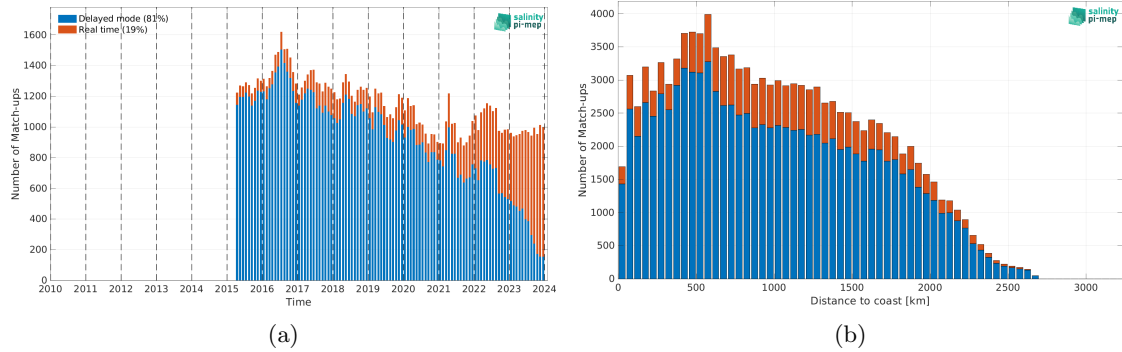 Delayed mode (81%)
Real time (19%)
salinity
pi-mep
Number of Match-ups
1600
1400
1200
1000
800
600
400
200
0
2010 2011 2012 2013 2014 2015 2016 2017 2018 2019 2020 2021 2022 2023 2024
Time
(a)
salinity
pi-mep
Number of Match-ups
4000
3500
3000
2500
2000
1500
1000
500
0
0 500 1000 1500 2000 2500 3000
Distance to coast [km]
(b)